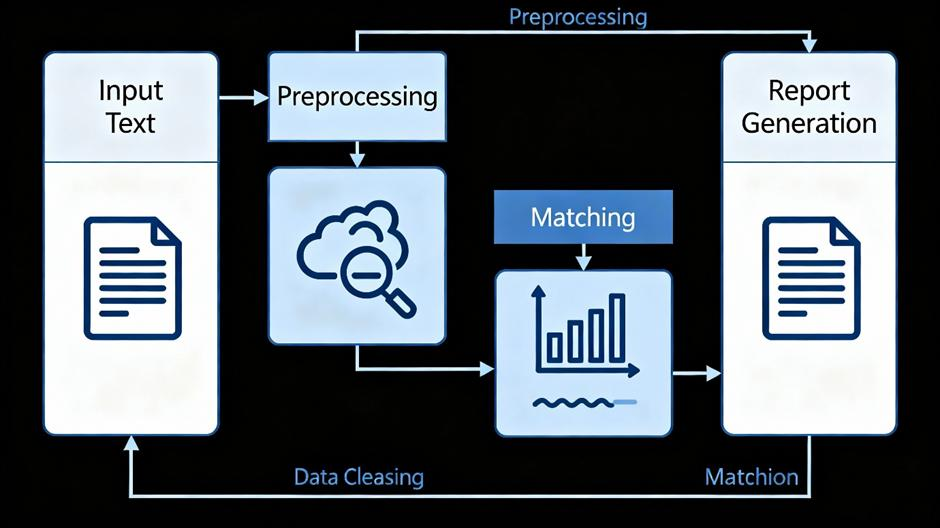 Preprocessing
Input
Text
Preprocessing
Report
Generation
Matching
Data Cleasing
Matchion